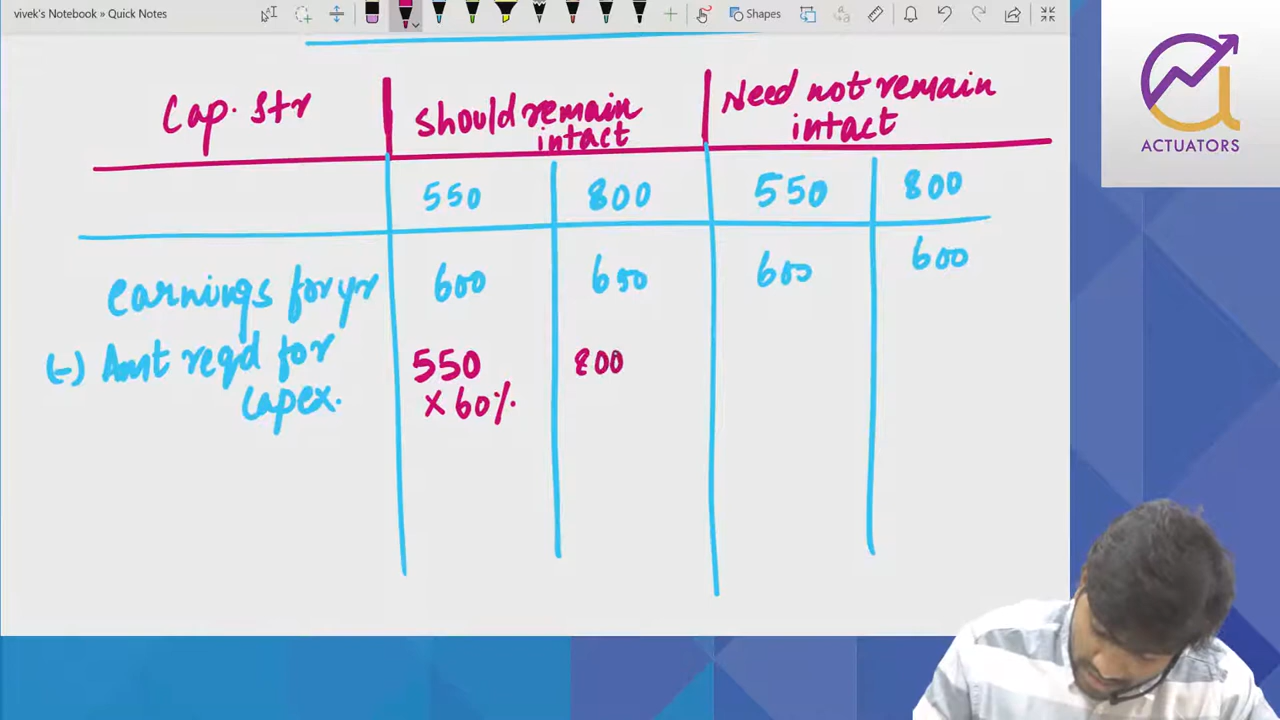 vivek's Notebook » Quick Notes
Shapes
Cap. Str
Should remain
intact
Need not remain
intact
550
800
550
800
earnings for yr
600
650
600
600
(-) Amt reqd for
capex.
550
× 60%
800
ACTUATORS